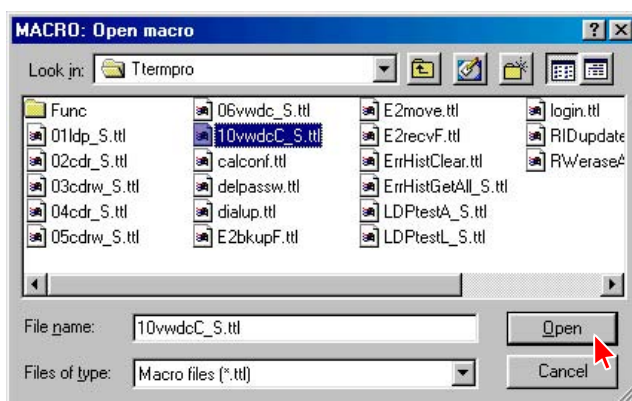 MACRO: Open macro
Look in: Ttermpro
Func 06vwdc_S.ttl E2move.ttl login.ttl
01ldp_S.ttl 10vwdcC_S.ttl E2recvF.ttl RIDupdate
02cdr_S.ttl calconf.ttl ErrHistClear.ttl RWeraseA
03cdrw_S.ttl delpassw.ttl ErrHistGetAll_S.ttl
04cdr_S.ttl dialup.ttl LDPtestA_S.ttl
05cdrw_S.ttl E2bkupF.ttl LDPtestL_S.ttl
File name: 10vwdcC_S.ttl Open
Files of type: Macro files (*.ttl) Cancel